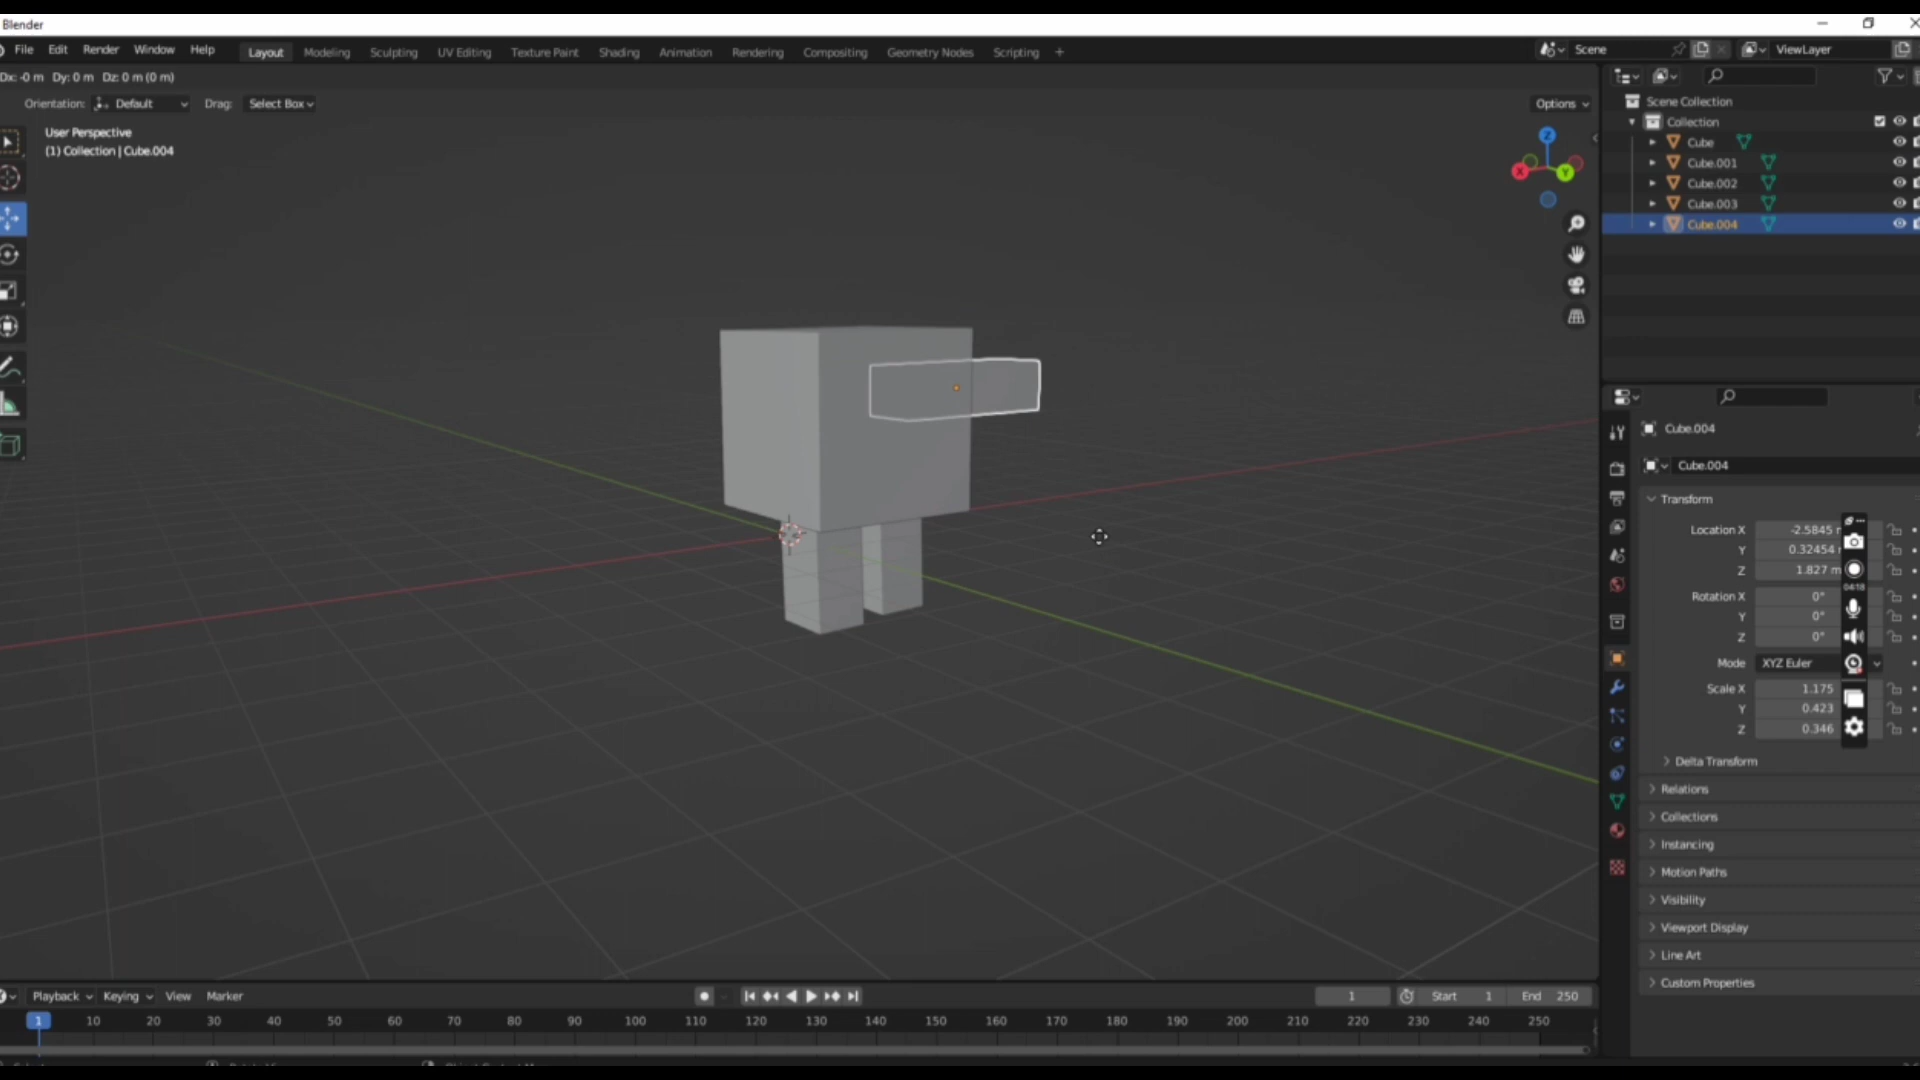 Blender
File Edit Render Window Help Layout Modeling Sculpting UV Editing Texture Paint Shading Animation Rendering Compositing Geometry Nodes Scripting + Scene ViewLayer
Dx: -0 m Dy: 0 m Dz: 0 m (0 m)
Orientation: Default Drag: Select Box Options
User Perspective
(1) Collection | Cube.004
Z
X Y
Scene Collection
Collection
Cube
Cube.001
Cube.002
Cube.003
Cube.004
Cube.004
Cube.004
Transform
Location X -2.5845
Y 0.32454
Z 1.827 m
04:18
Rotation X 0°
Y 0°
Z 0°
Mode XYZ Euler
Scale X 1.175
Y 0.423
Z 0.346
Delta Transform
Relations
Collections
Instancing
Motion Paths
Visibility
Viewport Display
Line Art
Custom Properties
Playback Keying View Marker 1 Start 1 End 250
1 10 20 30 40 50 60 70 80 90 100 110 120 130 140 150 160 170 180 190 200 210 220 230 240 250